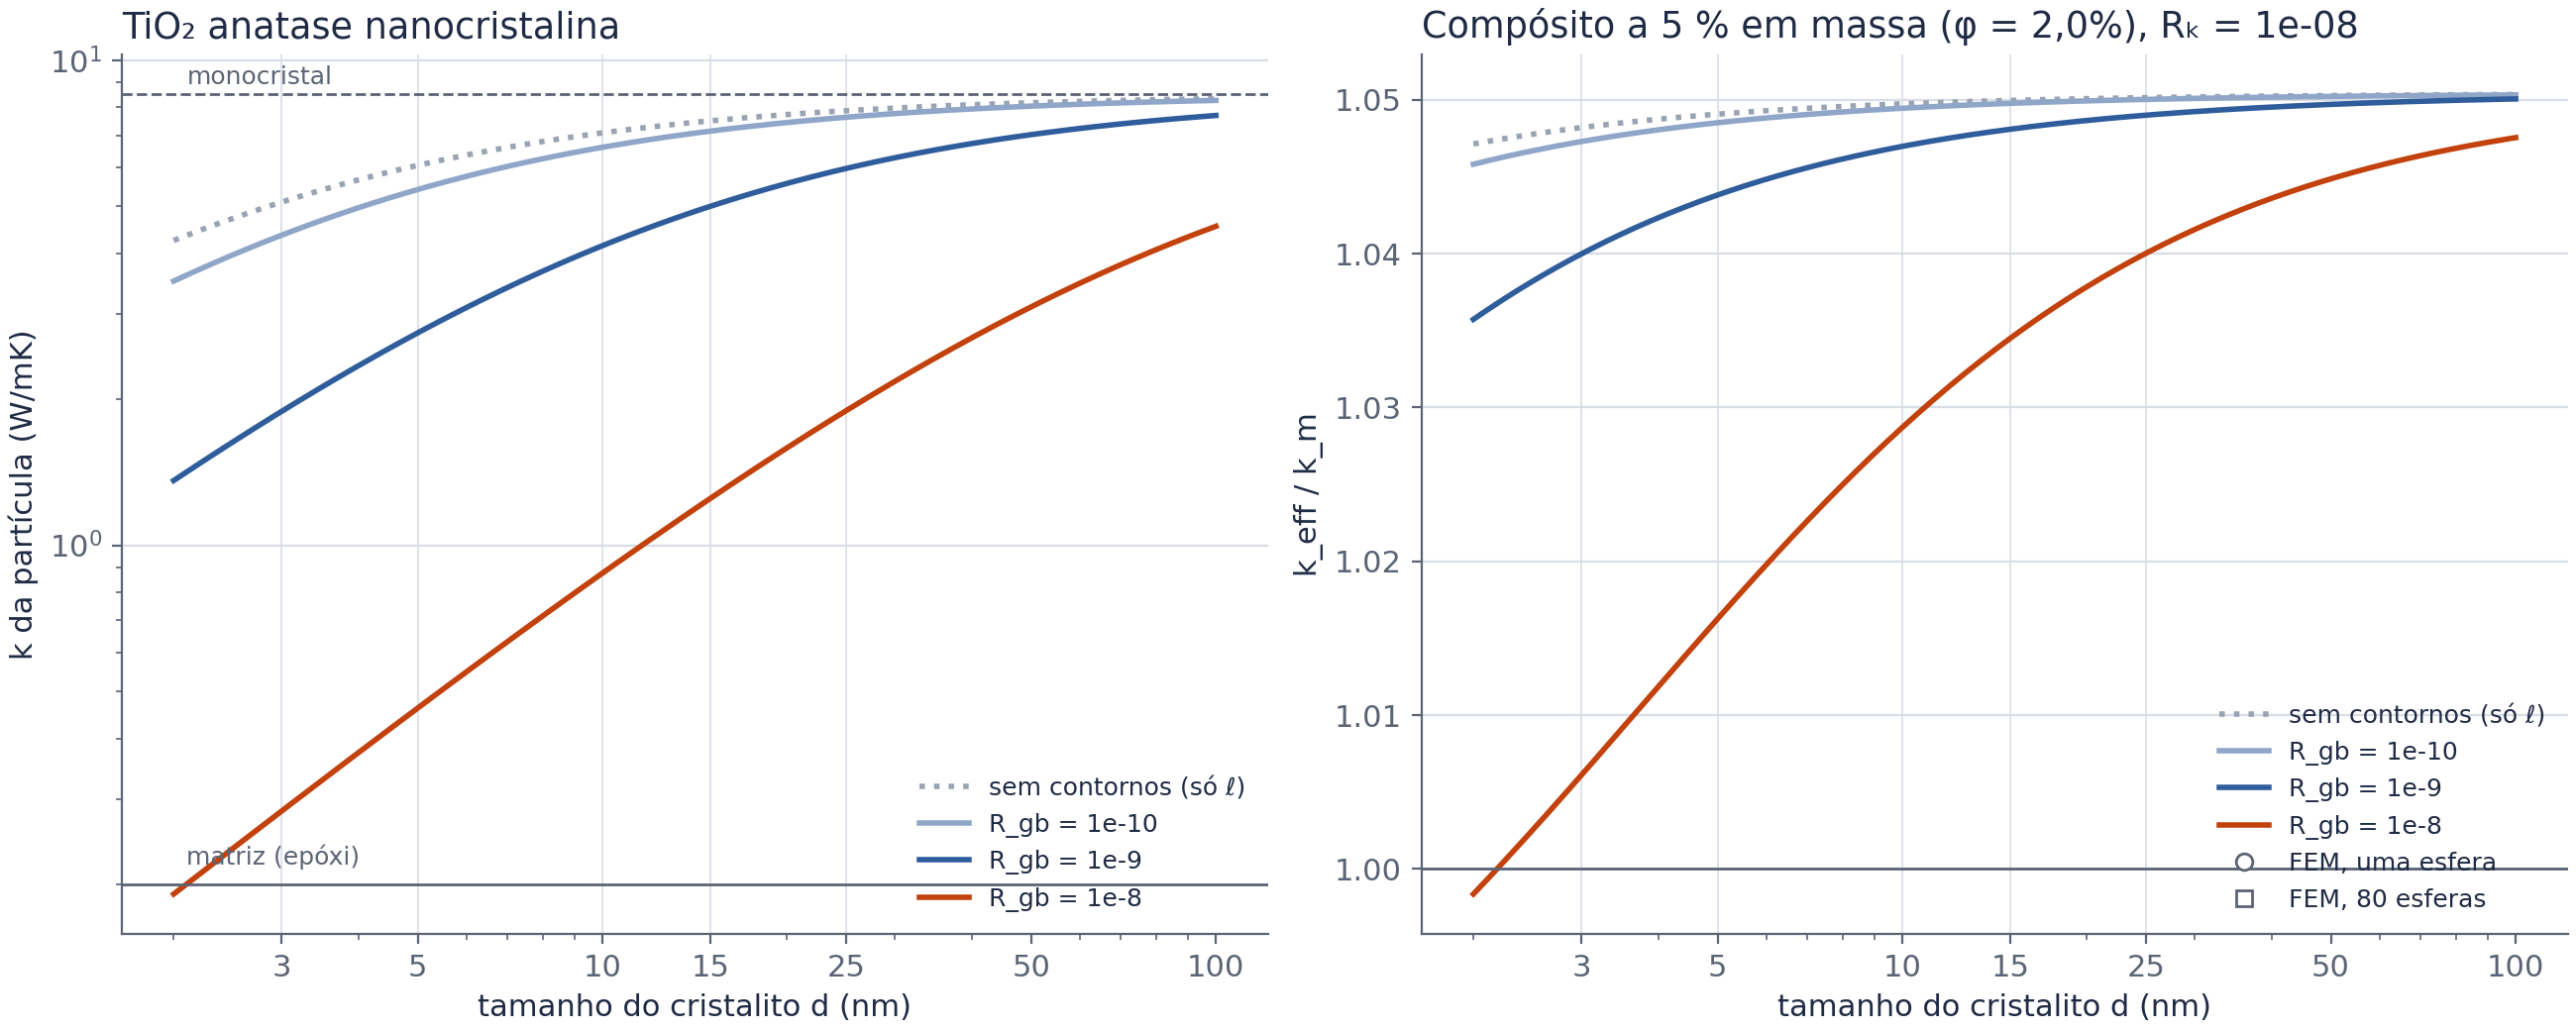 TiO₂ anatase nanocristalina
k da partícula (W/mK)
10¹
10⁰
monocristal
matriz (epóxi)
sem contornos (só ℓ)
R_gb = 1e-10
R_gb = 1e-9
R_gb = 1e-8
3 5 10 15 25 50 100
tamanho do cristalito d (nm)
Compósito a 5 % em massa (φ = 2,0%), Rₖ = 1e-08
k_eff / k_m
1.05
1.04
1.03
1.02
1.01
1.00
sem contornos (só ℓ)
R_gb = 1e-10
R_gb = 1e-9
R_gb = 1e-8
FEM, uma esfera
FEM, 80 esferas
3 5 10 15 25 50 100
tamanho do cristalito d (nm)